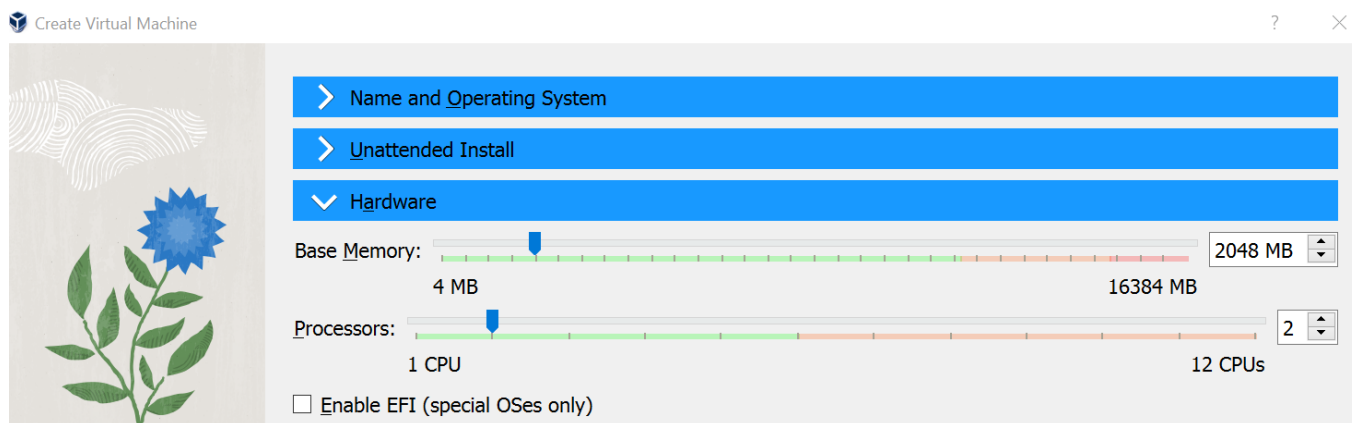 Create Virtual Machine ? ×
Name and Operating System
Unattended Install
Hardware
Base Memory: 2048 MB
4 MB 16384 MB
Processors: 2
1 CPU 12 CPUs
Enable EFI (special OSes only)